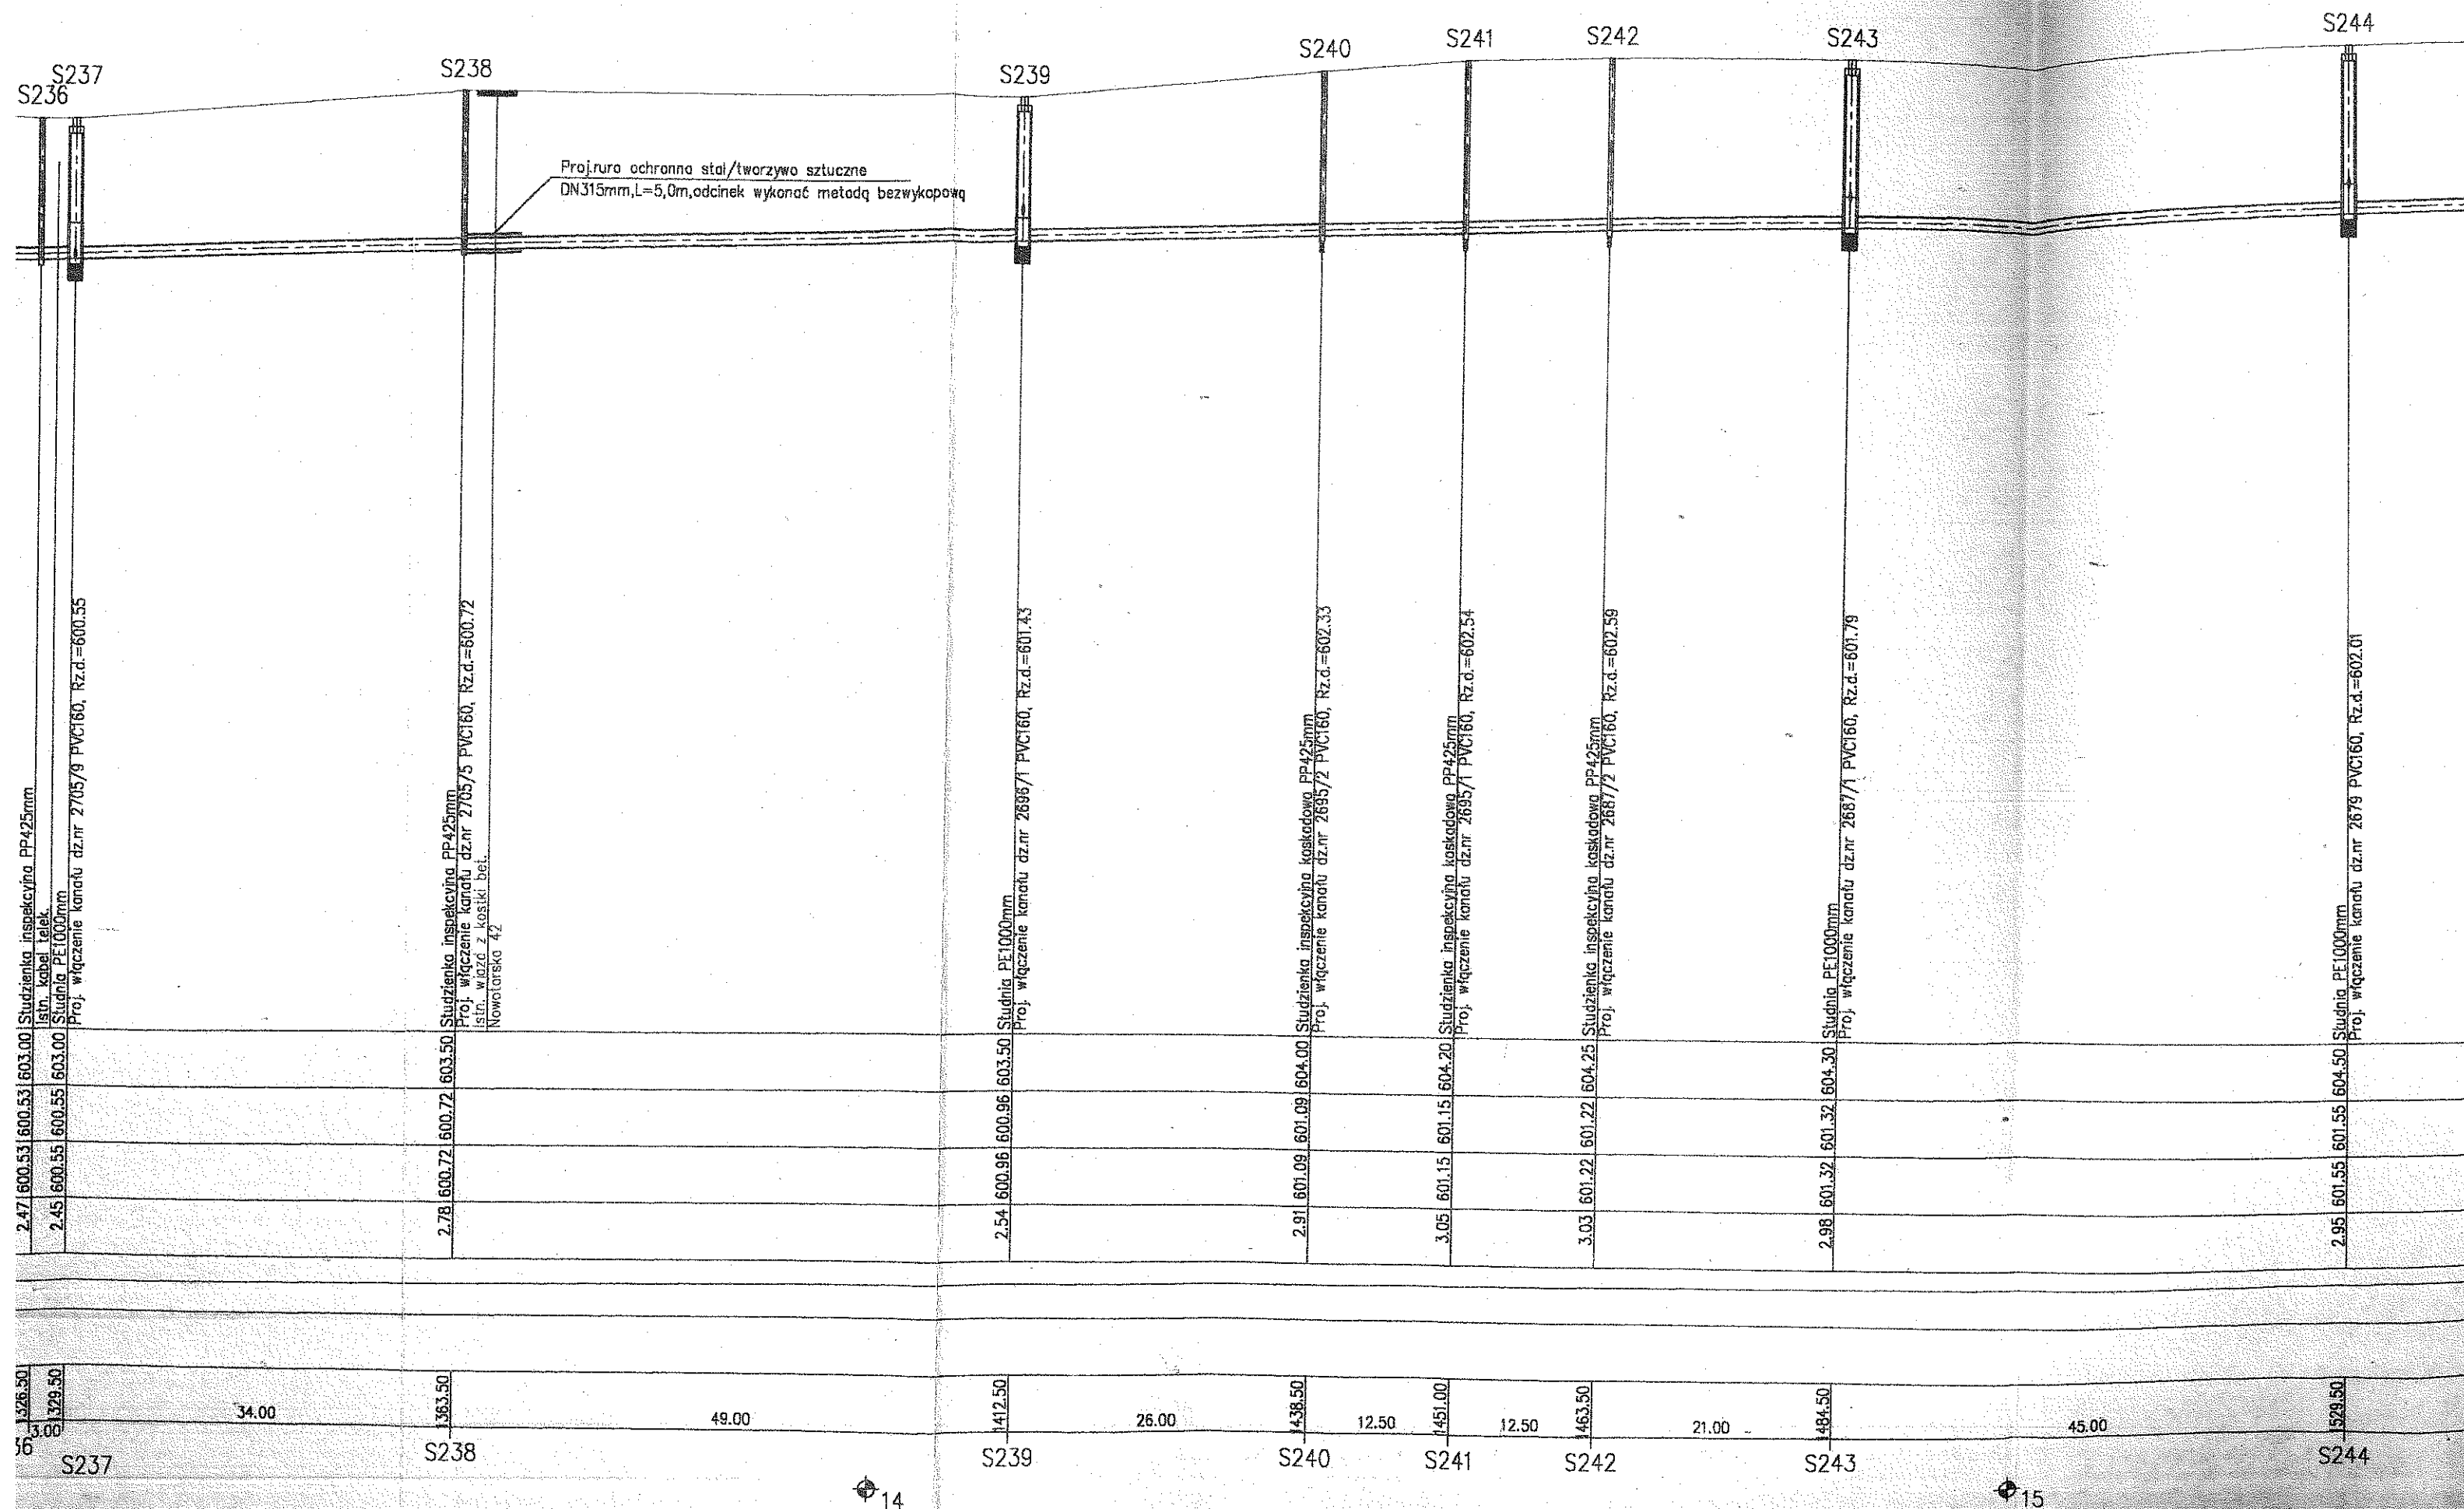 S236
S237
S238
S239
S240
S241
S242
S243
S244
Proj.rura ochronna stal/tworzywo sztuczne
DN315mm,L=5,0m,odcinek wykonać metodą bezwykopową
Studzienka inspekcyjna PP425mm
Istn. kabel telek.
Studnia PE1000mm
Proj. włączenie kanału dz.nr 2705/9 PVC160, Rz.d.=600.55
Studzienka inspekcyjna PP425mm
Proj. włączenie kanału dz.nr 2705/5 PVC160, Rz.d.=600.72
Istn. wjazd z kostki bet.
Nowotarska 42
Studnia PE1000mm
Proj. włączenie kanału dz.nr 2696/1 PVC160, Rz.d.=601.43
Studzienka inspekcyjna kaskadowa PP425mm
Proj. włączenie kanału dz.nr 2695/2 PVC160, Rz.d.=602.33
Studzienka inspekcyjna kaskadowa PP425mm
Proj. włączenie kanału dz.nr 2695/1 PVC160, Rz.d.=602.54
Studzienka inspekcyjna kaskadowa PP425mm
Proj. włączenie kanału dz.nr 2687/2 PVC160, Rz.d.=602.59
Studnia PE1000mm
Proj. włączenie kanału dz.nr 2687/1 PVC160, Rz.d.=601.79
Studnia PE1000mm
Proj. włączenie kanału dz.nr 2679 PVC160, Rz.d.=602.01
603.00 603.00 603.50 603.50 604.00 604.20 604.25 604.30 604.50
600.53 600.55 600.72 600.96 601.09 601.15 601.22 601.32 601.55
600.53 600.55 600.72 600.96 601.09 601.15 601.22 601.32 601.55
2.47 2.45 2.78 2.54 2.91 3.05 3.03 2.98 2.95
1326.50 1329.50 1363.50 1412.50 1438.50 1451.00 1463.50 1484.50 1529.50
3.00 34.00 49.00 26.00 12.50 12.50 21.00 45.00
36 S237 S238 S239 S240 S241 S242 S243 S244
14 15